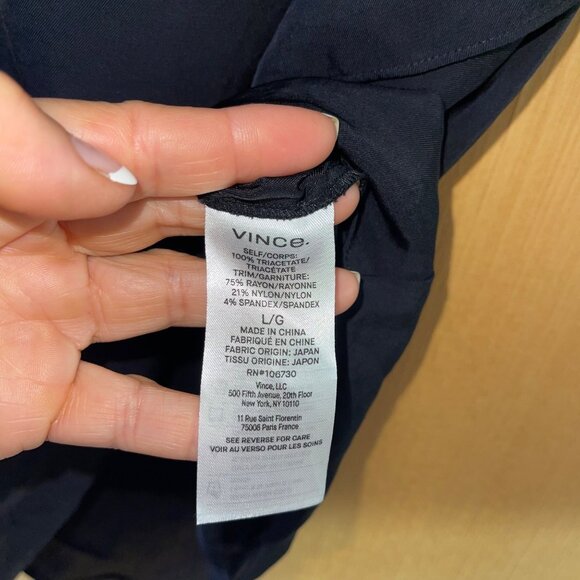 VINCE.
SELF/CORPS:
100% TRIACETATE/
TRIACÉTATE
TRIM/GARNITURE:
75% RAYON/RAYONNE
21% NYLON/NYLON
4% SPANDEX/SPANDEX
L/G
MADE IN CHINA
FABRIQUÉ EN CHINE
FABRIC ORIGIN: JAPAN
TISSU ORIGINE: JAPON
RN#106730
Vince, LLC
500 Fifth Avenue, 20th Floor
New York, NY 10110
11 Rue Saint Florentin
75008 Paris France
SEE REVERSE FOR CARE
VOIR AU VERSO POUR LES SOINS